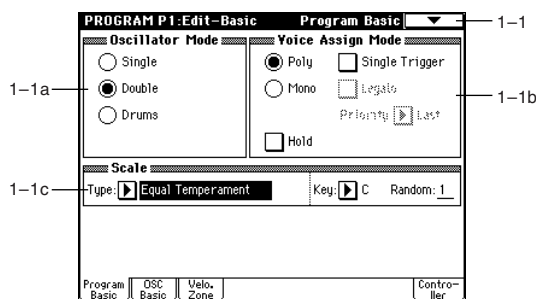 PROGRAM P1:Edit-Basic Program Basic
1-1
Oscillator Mode
Voice Assign Mode
Single
Poly
Single Trigger
1-1a
Double
Mono
Legato
1-1b
Drums
Priority
Last
Hold
Scale
1-1c
Type: Equal Temperament
Key: C
Random: 1
Program Basic
OSC Basic
Velo. Zone
Contro-ller